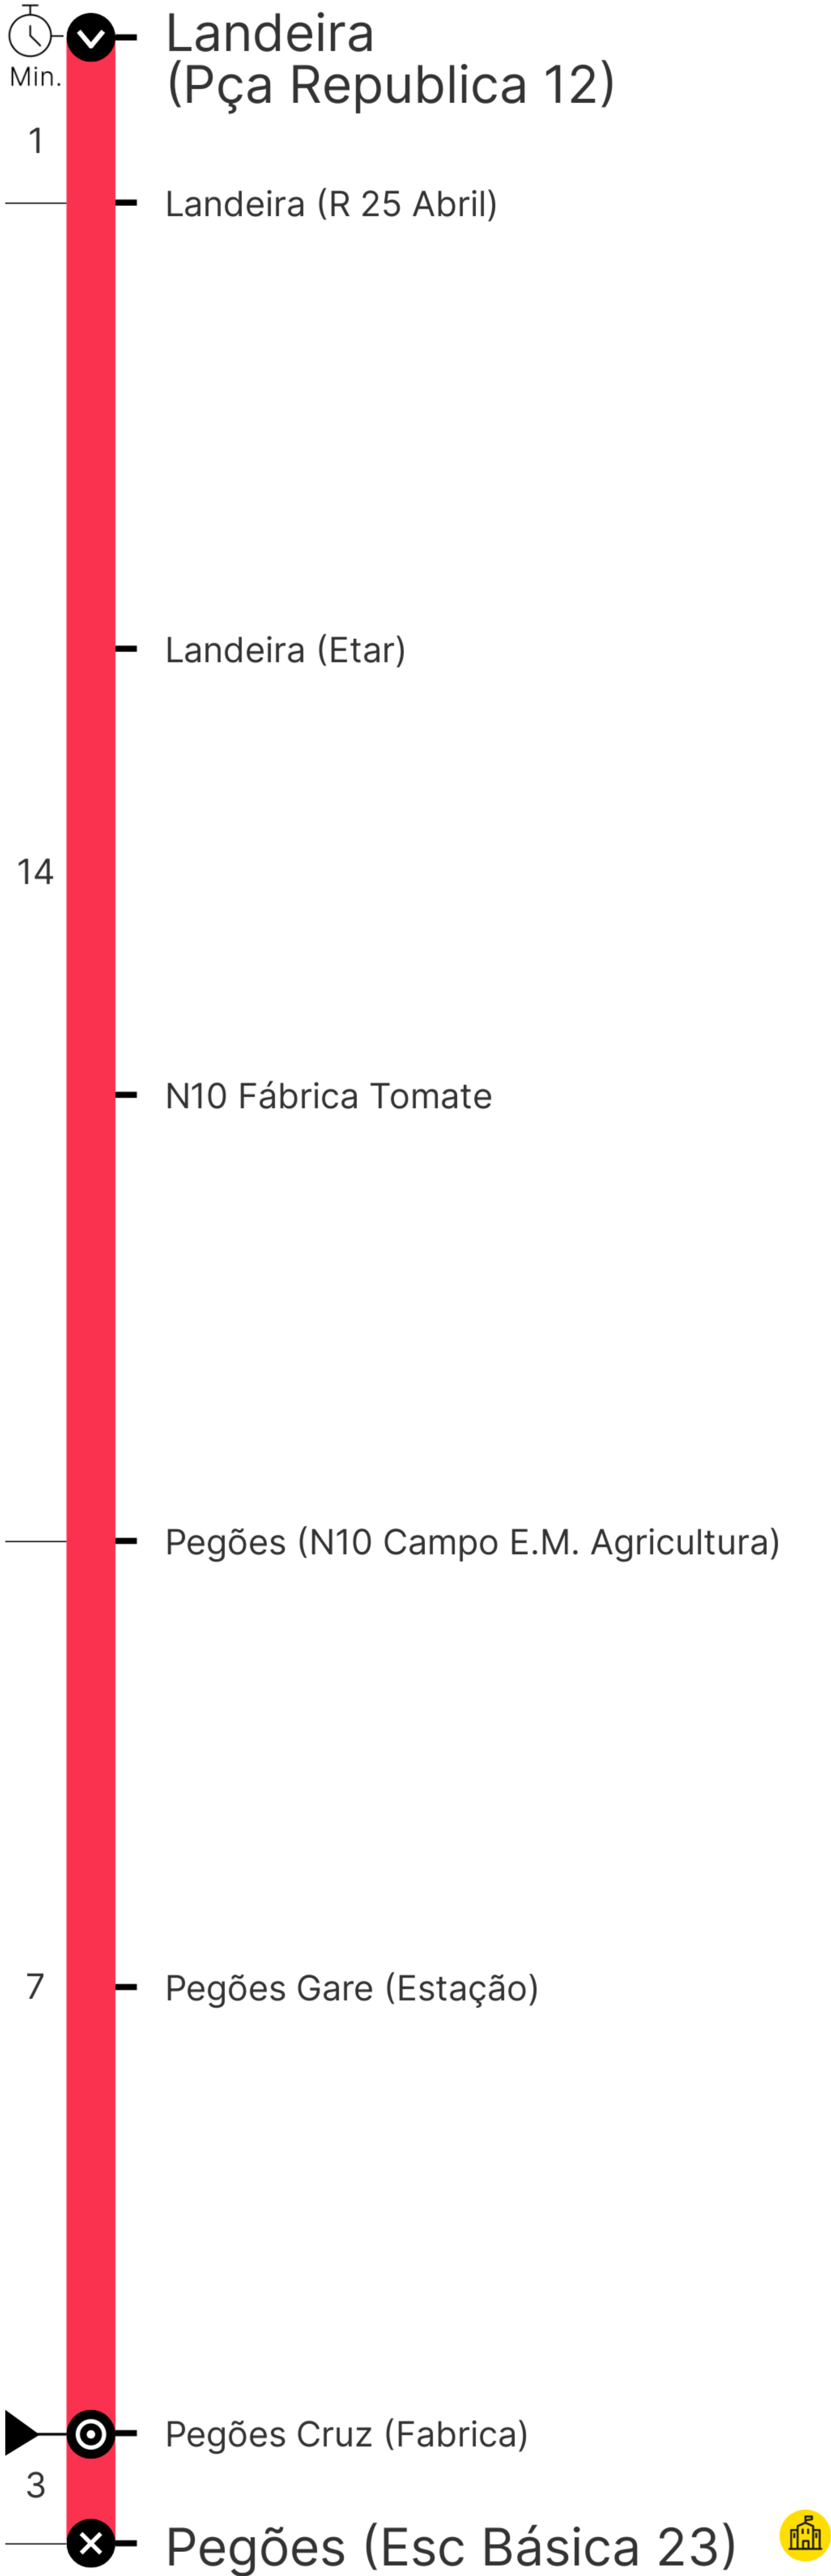 Landeira
(Pça Republica 12)
Min.
1
Landeira (R 25 Abril)
Landeira (Etar)
14
N10 Fábrica Tomate
Pegões (N10 Campo E.M. Agricultura)
7
Pegões Gare (Estação)
Pegões Cruz (Fabrica)
3
Pegões (Esc Básica 23)